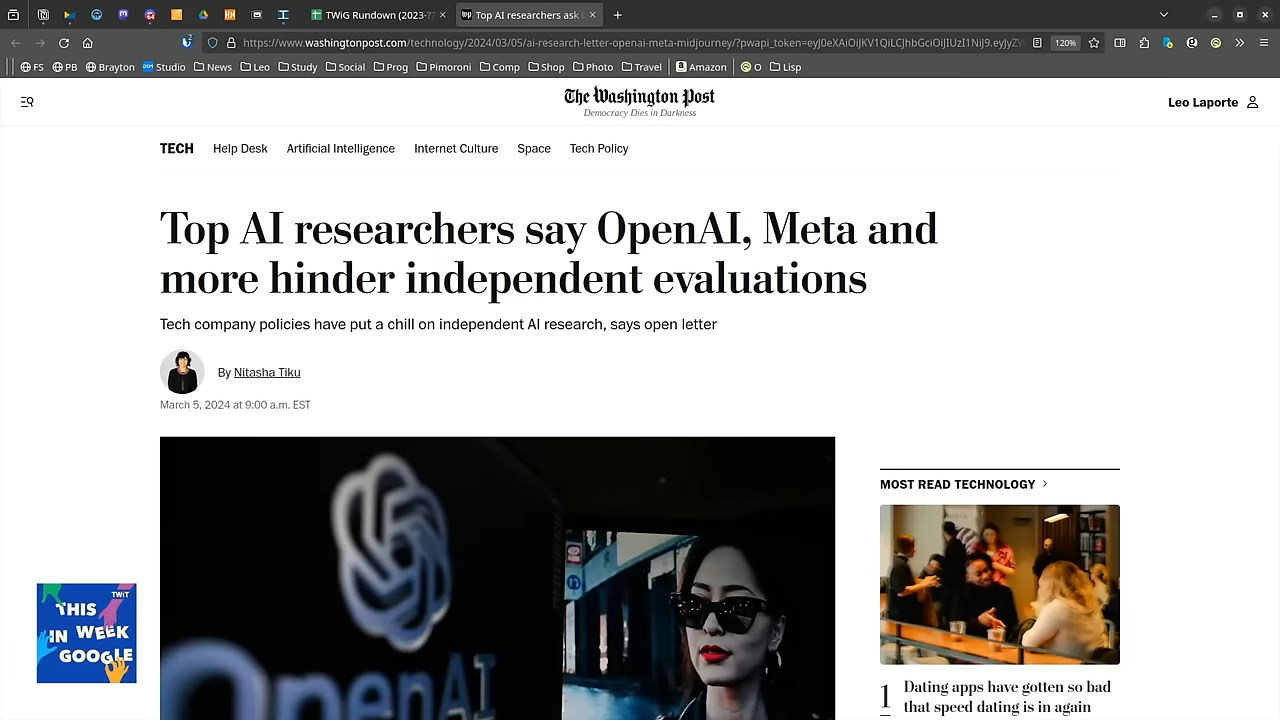 TWiG Rundown (2023-??
Top AI researchers ask
https://www.washingtonpost.com/technology/2024/03/05/ai-research-letter-openai-meta-midjourney/?pwapi_token=eyJ0eXAiOiJKV1QiLCJhbGciOiJIUzI1NiJ9.eyJyZV
120%
FS
PB
Brayton
Studio
News
Leo
Study
Social
Prog
Pimoroni
Comp
Shop
Photo
Travel
Amazon
O
Lisp
The Washington Post
Democracy Dies in Darkness
Leo Laporte
TECH
Help Desk
Artificial Intelligence
Internet Culture
Space
Tech Policy
Top AI researchers say OpenAI, Meta and
more hinder independent evaluations
Tech company policies have put a chill on independent AI research, says open letter
By Nitasha Tiku
March 5, 2024 at 9:00 a.m. EST
OpenAI
MOST READ TECHNOLOGY
1 Dating apps have gotten so bad
that speed dating is in again
TWiT
THIS
IN WEEK
GOOGLE